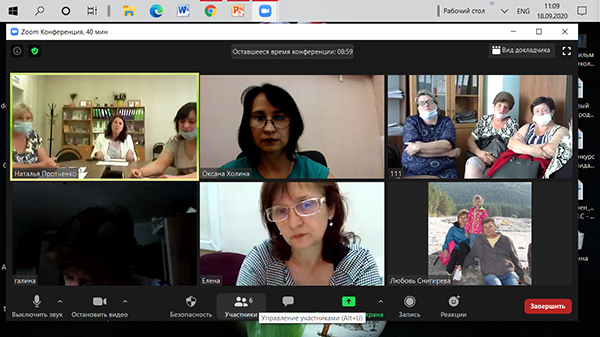 Рабочий стол
ENG
11:09
18.09.2020
Zoom Конференция, 40 мин
Оставшееся время конференции: 08:59
Вид докладчика
Наталья Протченко
Оксана Холина
111
галина
Елена
Любовь Снигирева
6
Выключить звук
Остановить видео
Безопасность
Участники
Запись
Реакции
Завершить
Управление участниками (Alt+U)